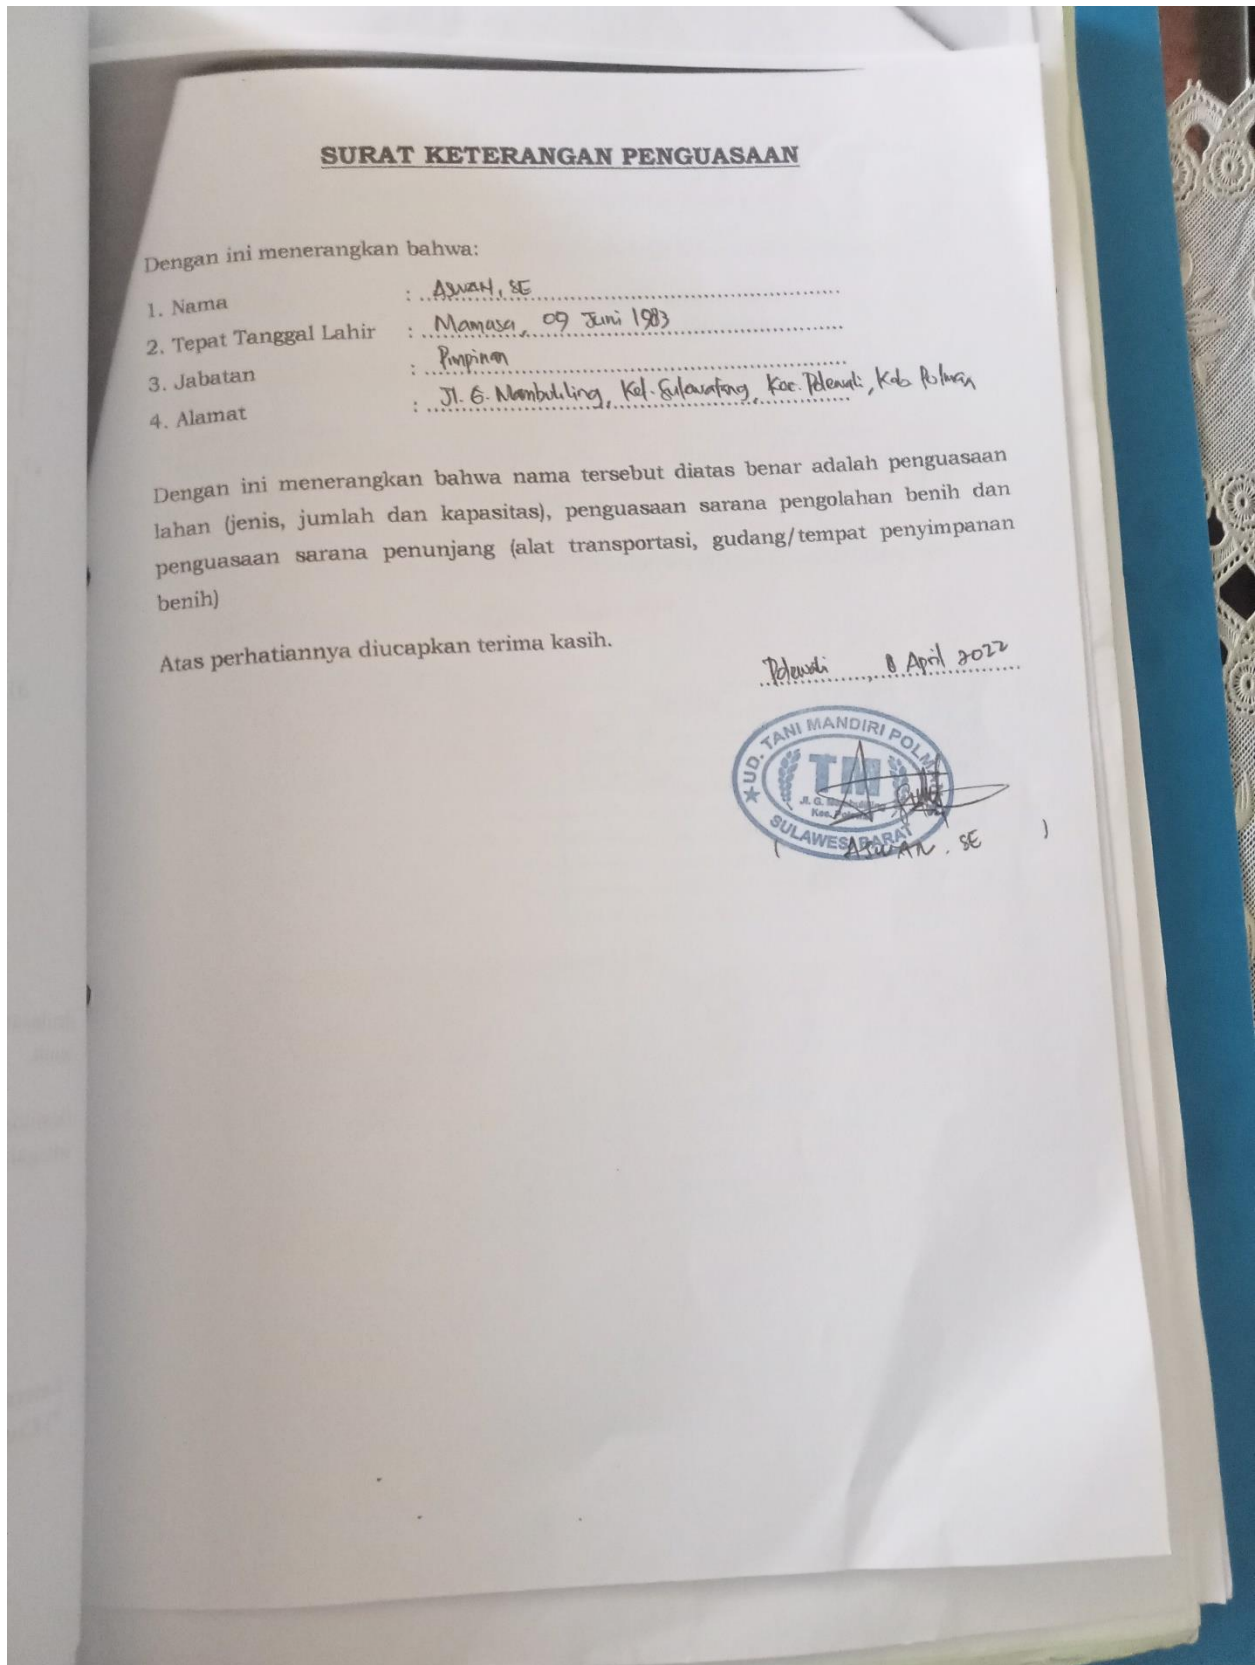 SURAT KETERANGAN PENGUASAAN
Dengan ini menerangkan bahwa:
1. Nama : ASWAN, SE
2. Tepat Tanggal Lahir : Mamasa, 09 Juni 1983
3. Jabatan : Pimpinan
4. Alamat : Jl. G. Mambuliling, Kel. Sulewatang, Kec. Polewali, Kab Polman
Dengan ini menerangkan bahwa nama tersebut diatas benar adalah penguasaan
lahan (jenis, jumlah dan kapasitas), penguasaan sarana pengolahan benih dan
penguasaan sarana penunjang (alat transportasi, gudang/tempat penyimpanan
benih)
Atas perhatiannya diucapkan terima kasih.
Polewali, 8 April 2022
UD. TANI MANDIRI POLMAN
TM
Jl. G.
Kec.
SULAWESI BARAT
( ASWAN, SE )